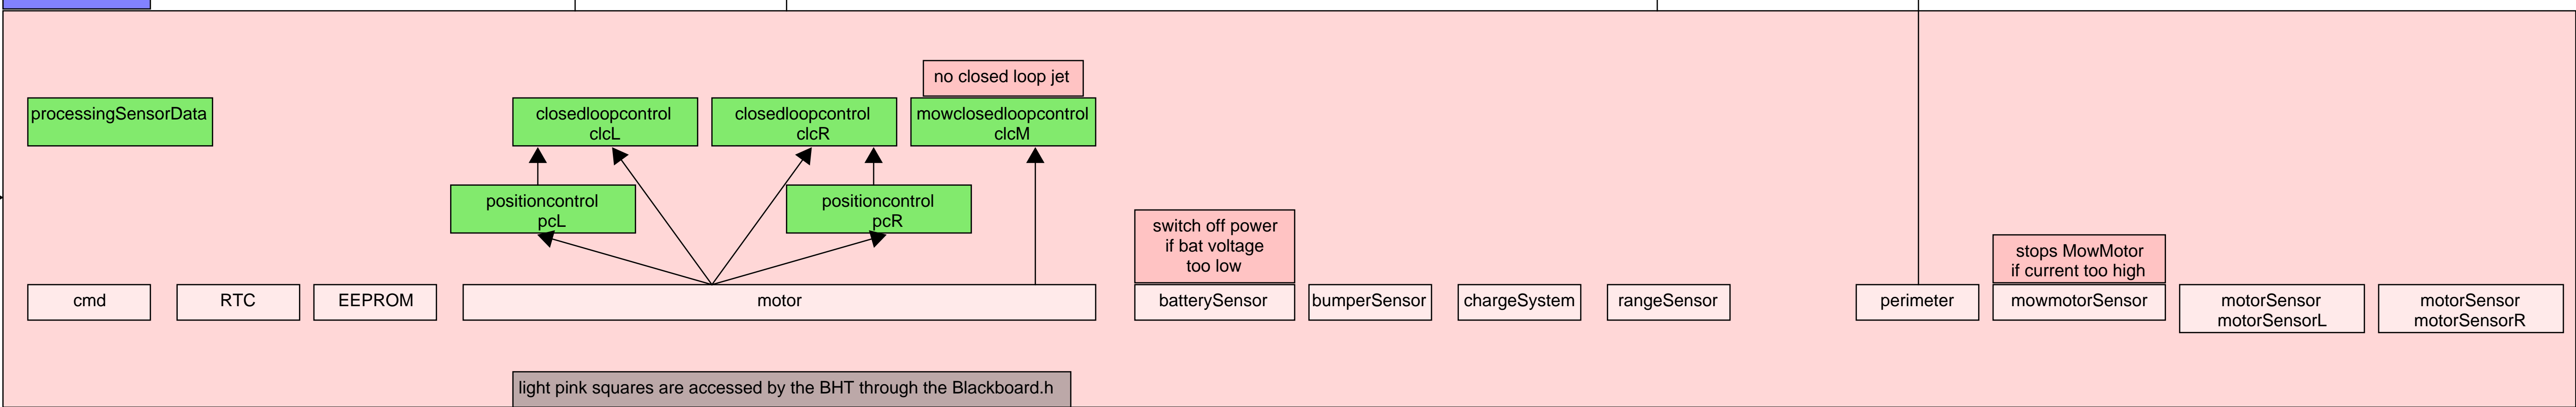 no closed loop jet
processingSensorData
closedloopcontrol
clcL
closedloopcontrol
clcR
mowclosedloopcontrol
clcM
positioncontrol
pcL
positioncontrol
pcR
switch off power
if bat voltage
too low
stops MowMotor
if current too high
cmd
RTC
EEPROM
motor
batterySensor
bumperSensor
chargeSystem
rangeSensor
perimeter
mowmotorSensor
motorSensor
motorSensorL
motorSensor
motorSensorR
light pink squares are accessed by the BHT through the Blackboard.h